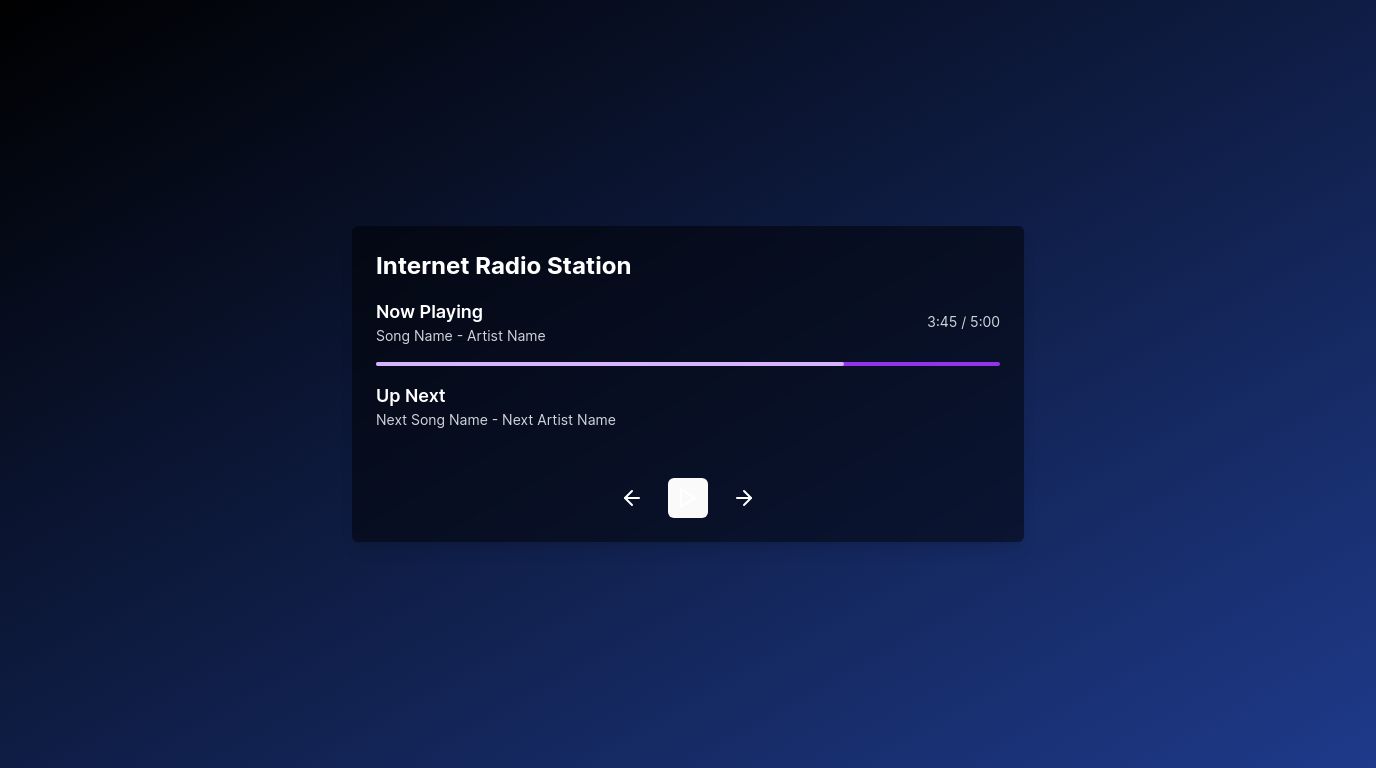 Internet Radio Station
Now Playing
Song Name - Artist Name
3:45 / 5:00
Up Next
Next Song Name - Next Artist Name